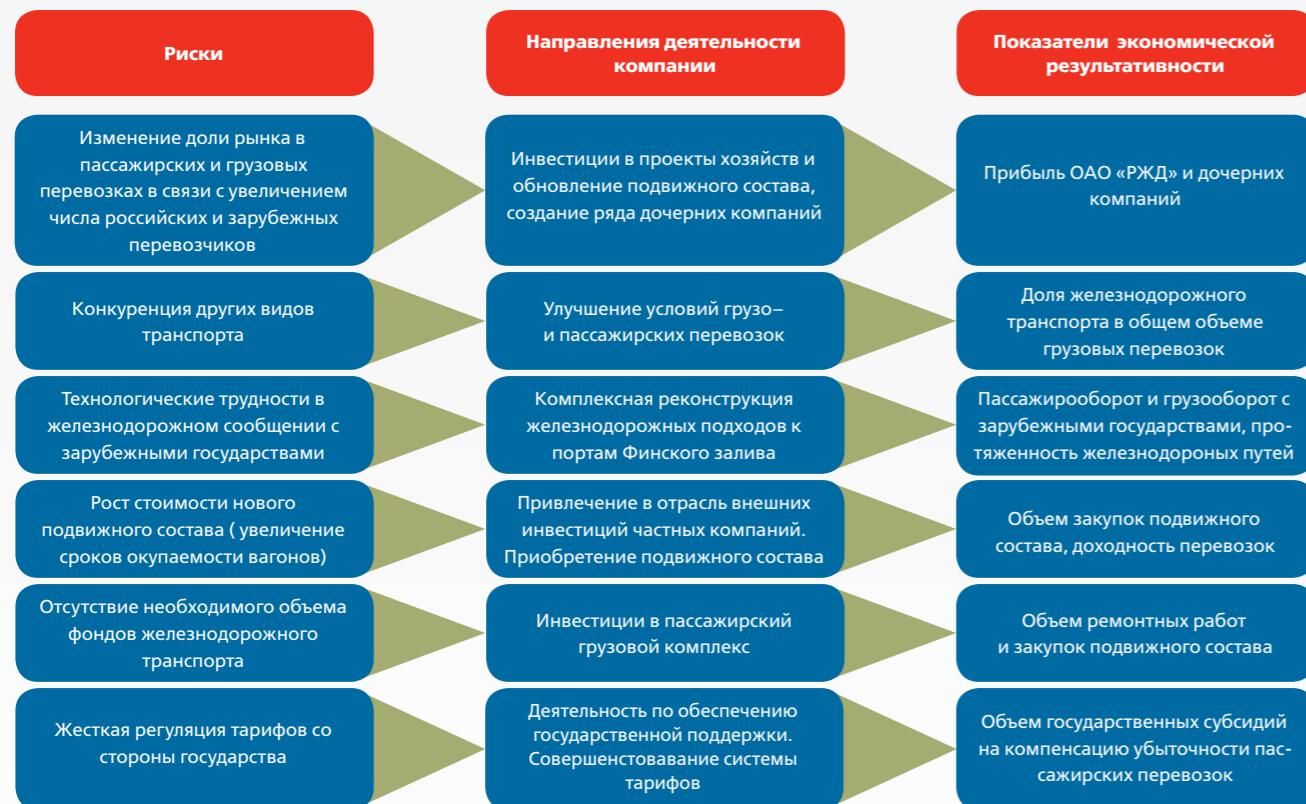 Риски
Направления деятельности
компании
Показатели экономической
результативности
Изменение доли рынка в
пассажирских и грузовых
перевозках в связи с увеличением
числа российских и зарубежных
перевозчиков
Инвестиции в проекты хозяйств и
обновление подвижного состава,
создание ряда дочерних компаний
Прибыль ОАО «РЖД» и дочерних
компаний
Конкуренция других видов
транспорта
Улучшение условий грузо–
и пассажирских перевозок
Доля железнодорожного
транспорта в общем объеме
грузовых перевозок
Технологические трудности в
железнодорожном сообщении с
зарубежными государствами
Комплексная реконструкция
железнодорожных подходов к
портам Финского залива
Пассажирооборот и грузооборот с
зарубежными государствами, про-
тяженность железнодороных путей
Рост стоимости нового
подвижного состава ( увеличение
сроков окупаемости вагонов)
Привлечение в отрасль внешних
инвестиций частных компаний.
Приобретение подвижного состава
Объем закупок подвижного
состава, доходность перевозок
Отсутствие необходимого объема
фондов железнодорожного
транспорта
Инвестиции в пассажирский
грузовой комплекс
Объем ремонтных работ
и закупок подвижного состава
Жесткая регуляция тарифов со
стороны государства
Деятельность по обеспечению
государственной поддержки.
Совершенстовавание системы
тарифов
Объем государственных субсидий
на компенсацию убыточности пас-
сажирских перевозок